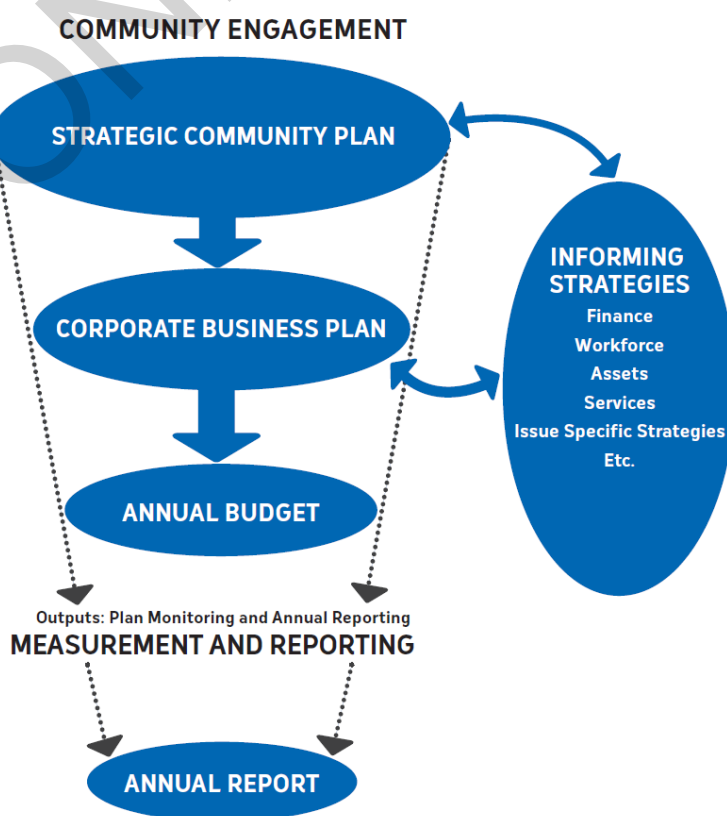 COMMUNITY ENGAGEMENT
STRATEGIC COMMUNITY PLAN
CORPORATE BUSINESS PLAN
ANNUAL BUDGET
INFORMING
STRATEGIES
Finance
Workforce
Assets
Services
Issue Specific Strategies
Etc.
Outputs: Plan Monitoring and Annual Reporting
MEASUREMENT AND REPORTING
ANNUAL REPORT